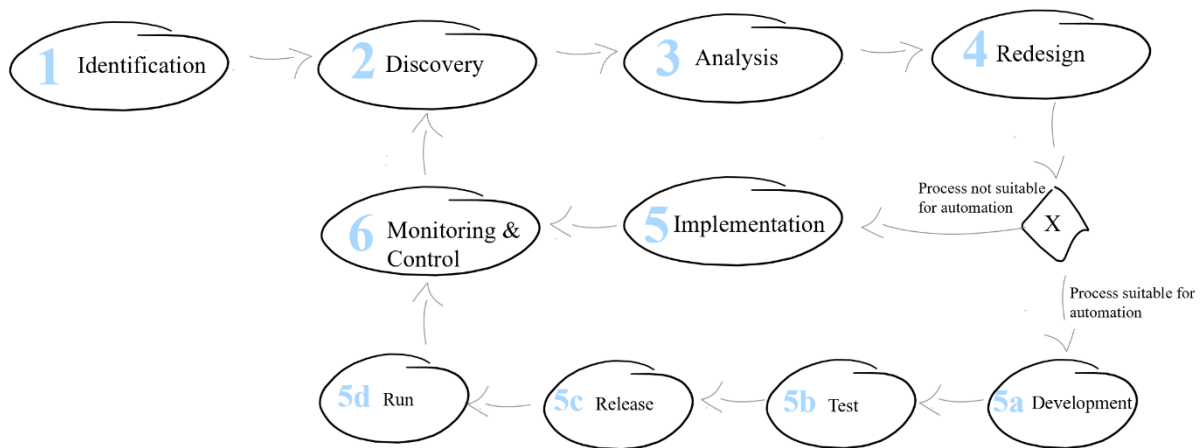 1 Identification
2 Discovery
3 Analysis
4 Redesign
Process not suitable
for automation
X
5 Implementation
6 Monitoring &
Control
Process suitable for
automation
5a Development
5b Test
5c Release
5d Run